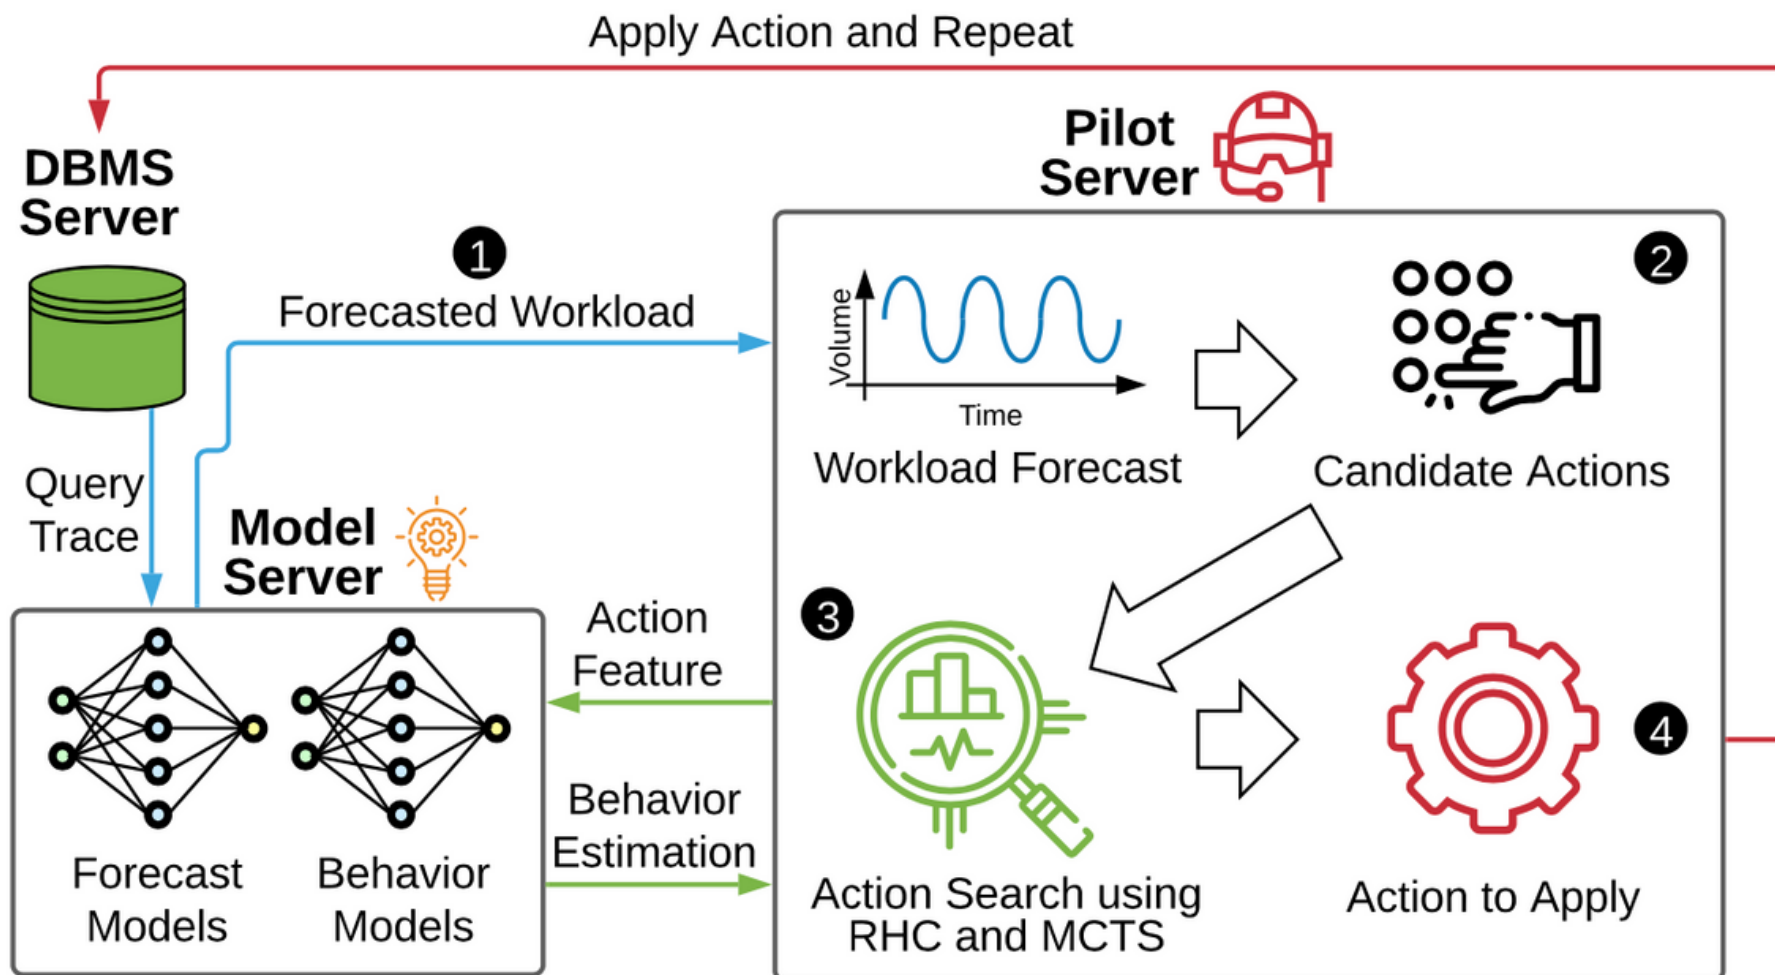 Apply Action and Repeat
Pilot
Server
DBMS
Server
1
Forecasted Workload
2
Volume
Time
Workload Forecast
Candidate Actions
Query
Trace
Model
Server
Action
Feature
3
4
Behavior
Estimation
Forecast
Models
Behavior
Models
Action Search using
RHC and MCTS
Action to Apply